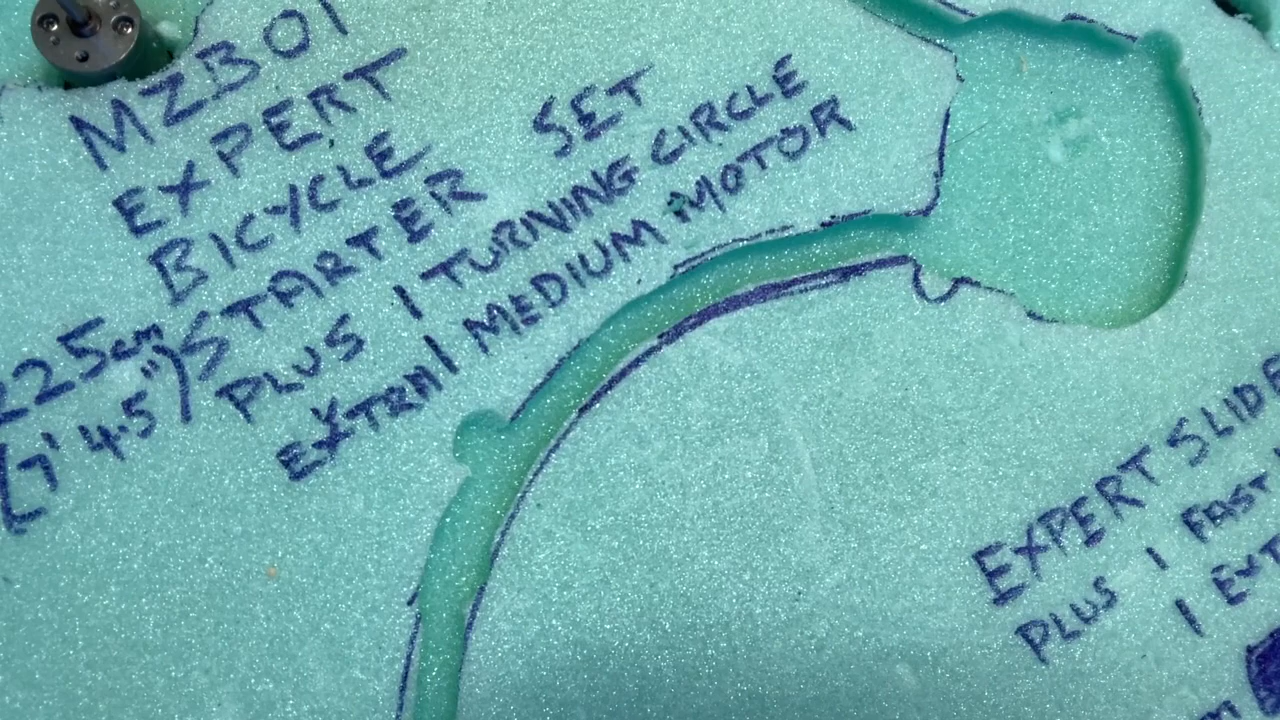 MZB01
EXPERT
BICYCLE
STARTER SET
225cm
(7' 4.5")
PLUS 1 TURNING CIRCLE
EXTRA 1 MEDIUM MOTOR
EXPERT SLIDE
PLUS 1 FAST
1 EXT